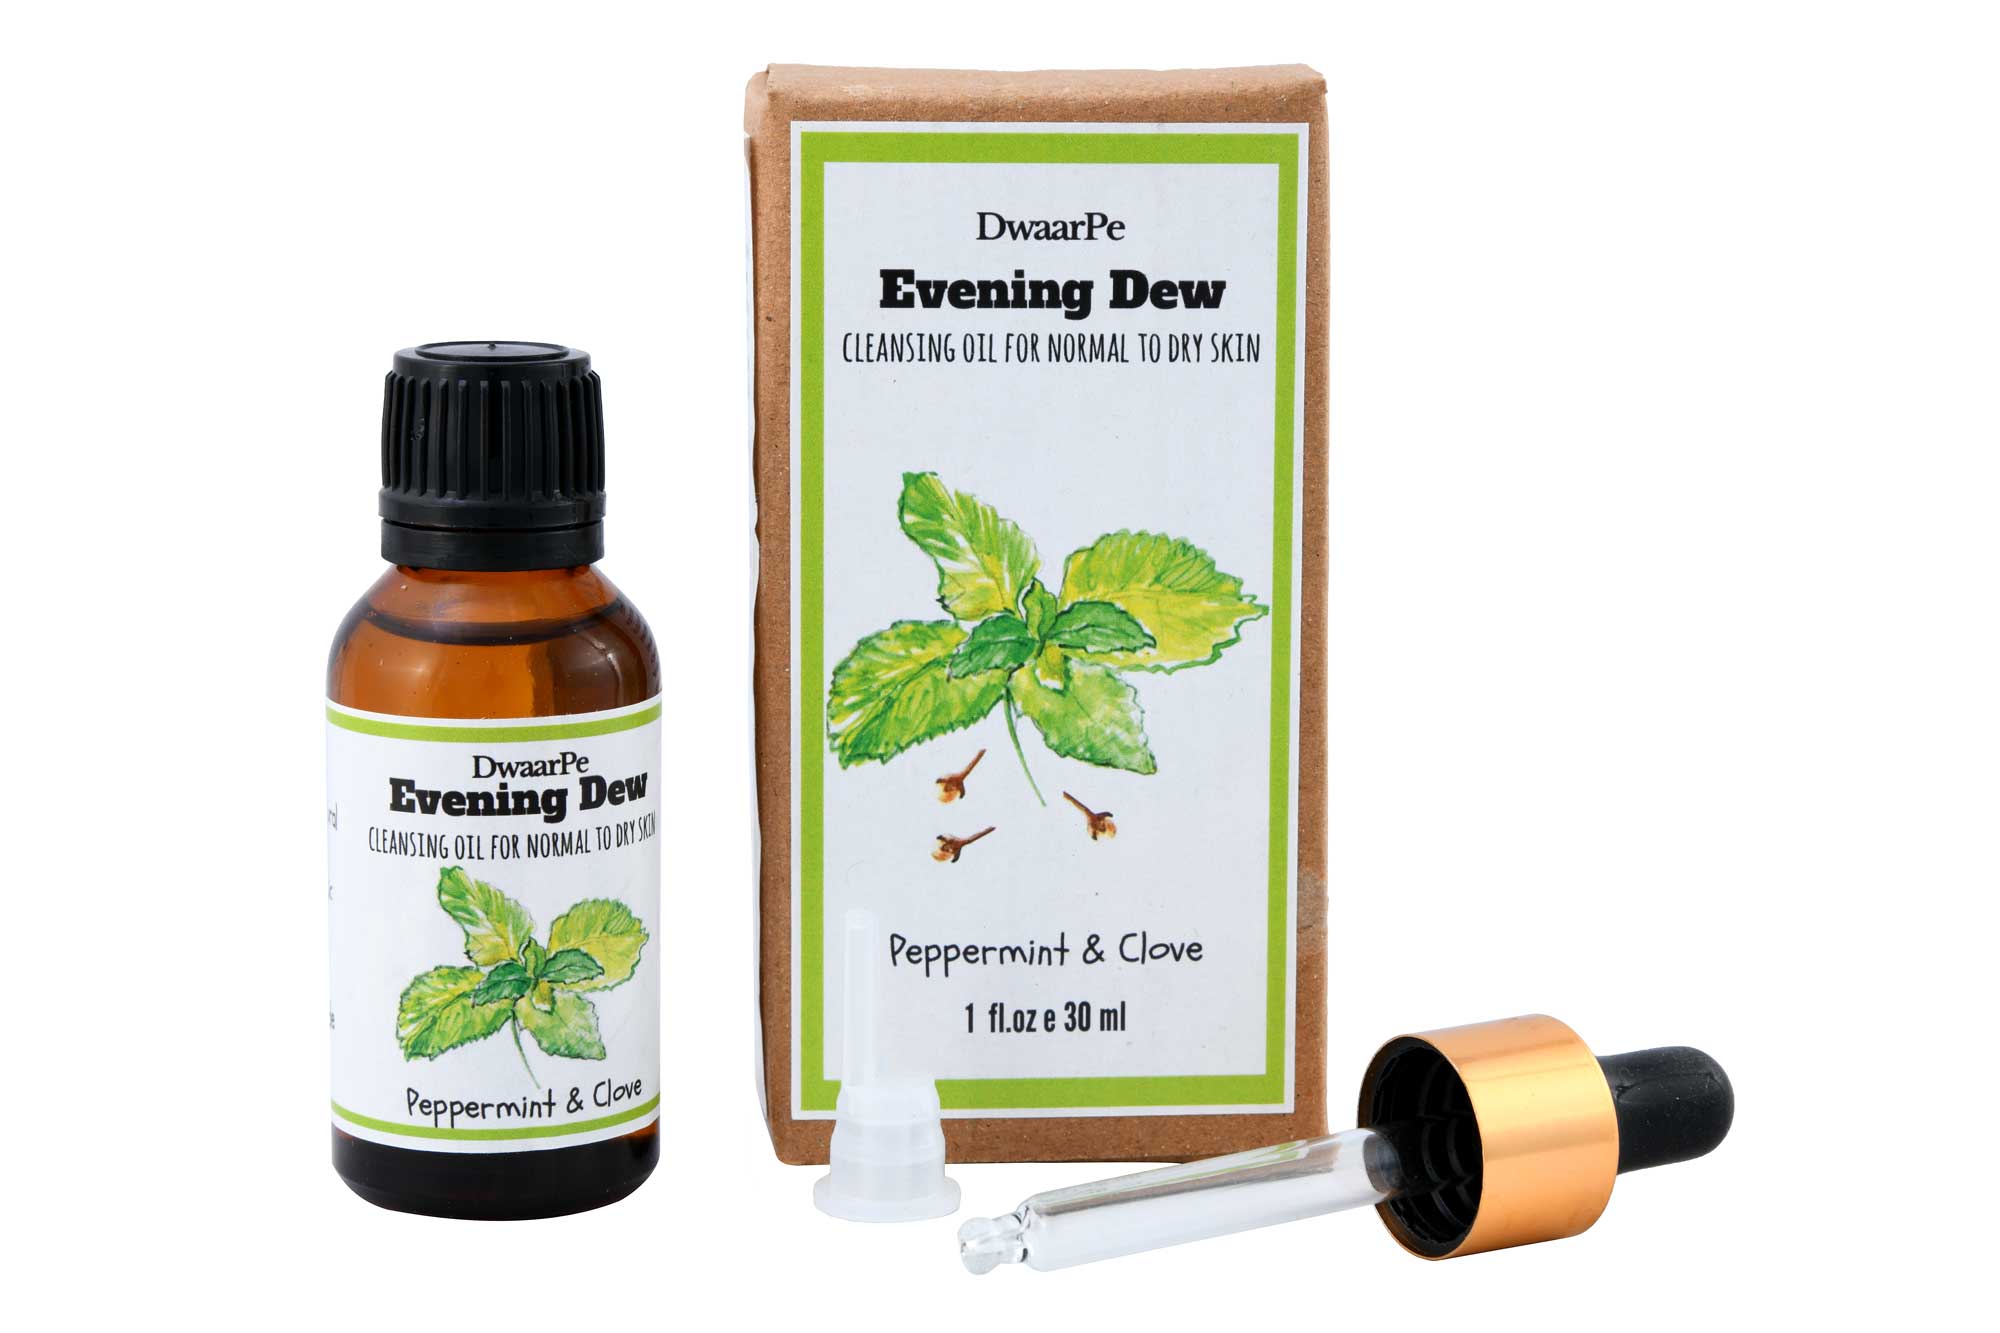 DwaarPe
Evening Dew
CLEANSING OIL FOR NORMAL TO DRY SKIN
Peppermint & Clove
1 fl.oz e 30 ml
DwaarPe
Evening Dew
CLEANSING OIL FOR NORMAL TO DRY SKIN
Peppermint & Clove